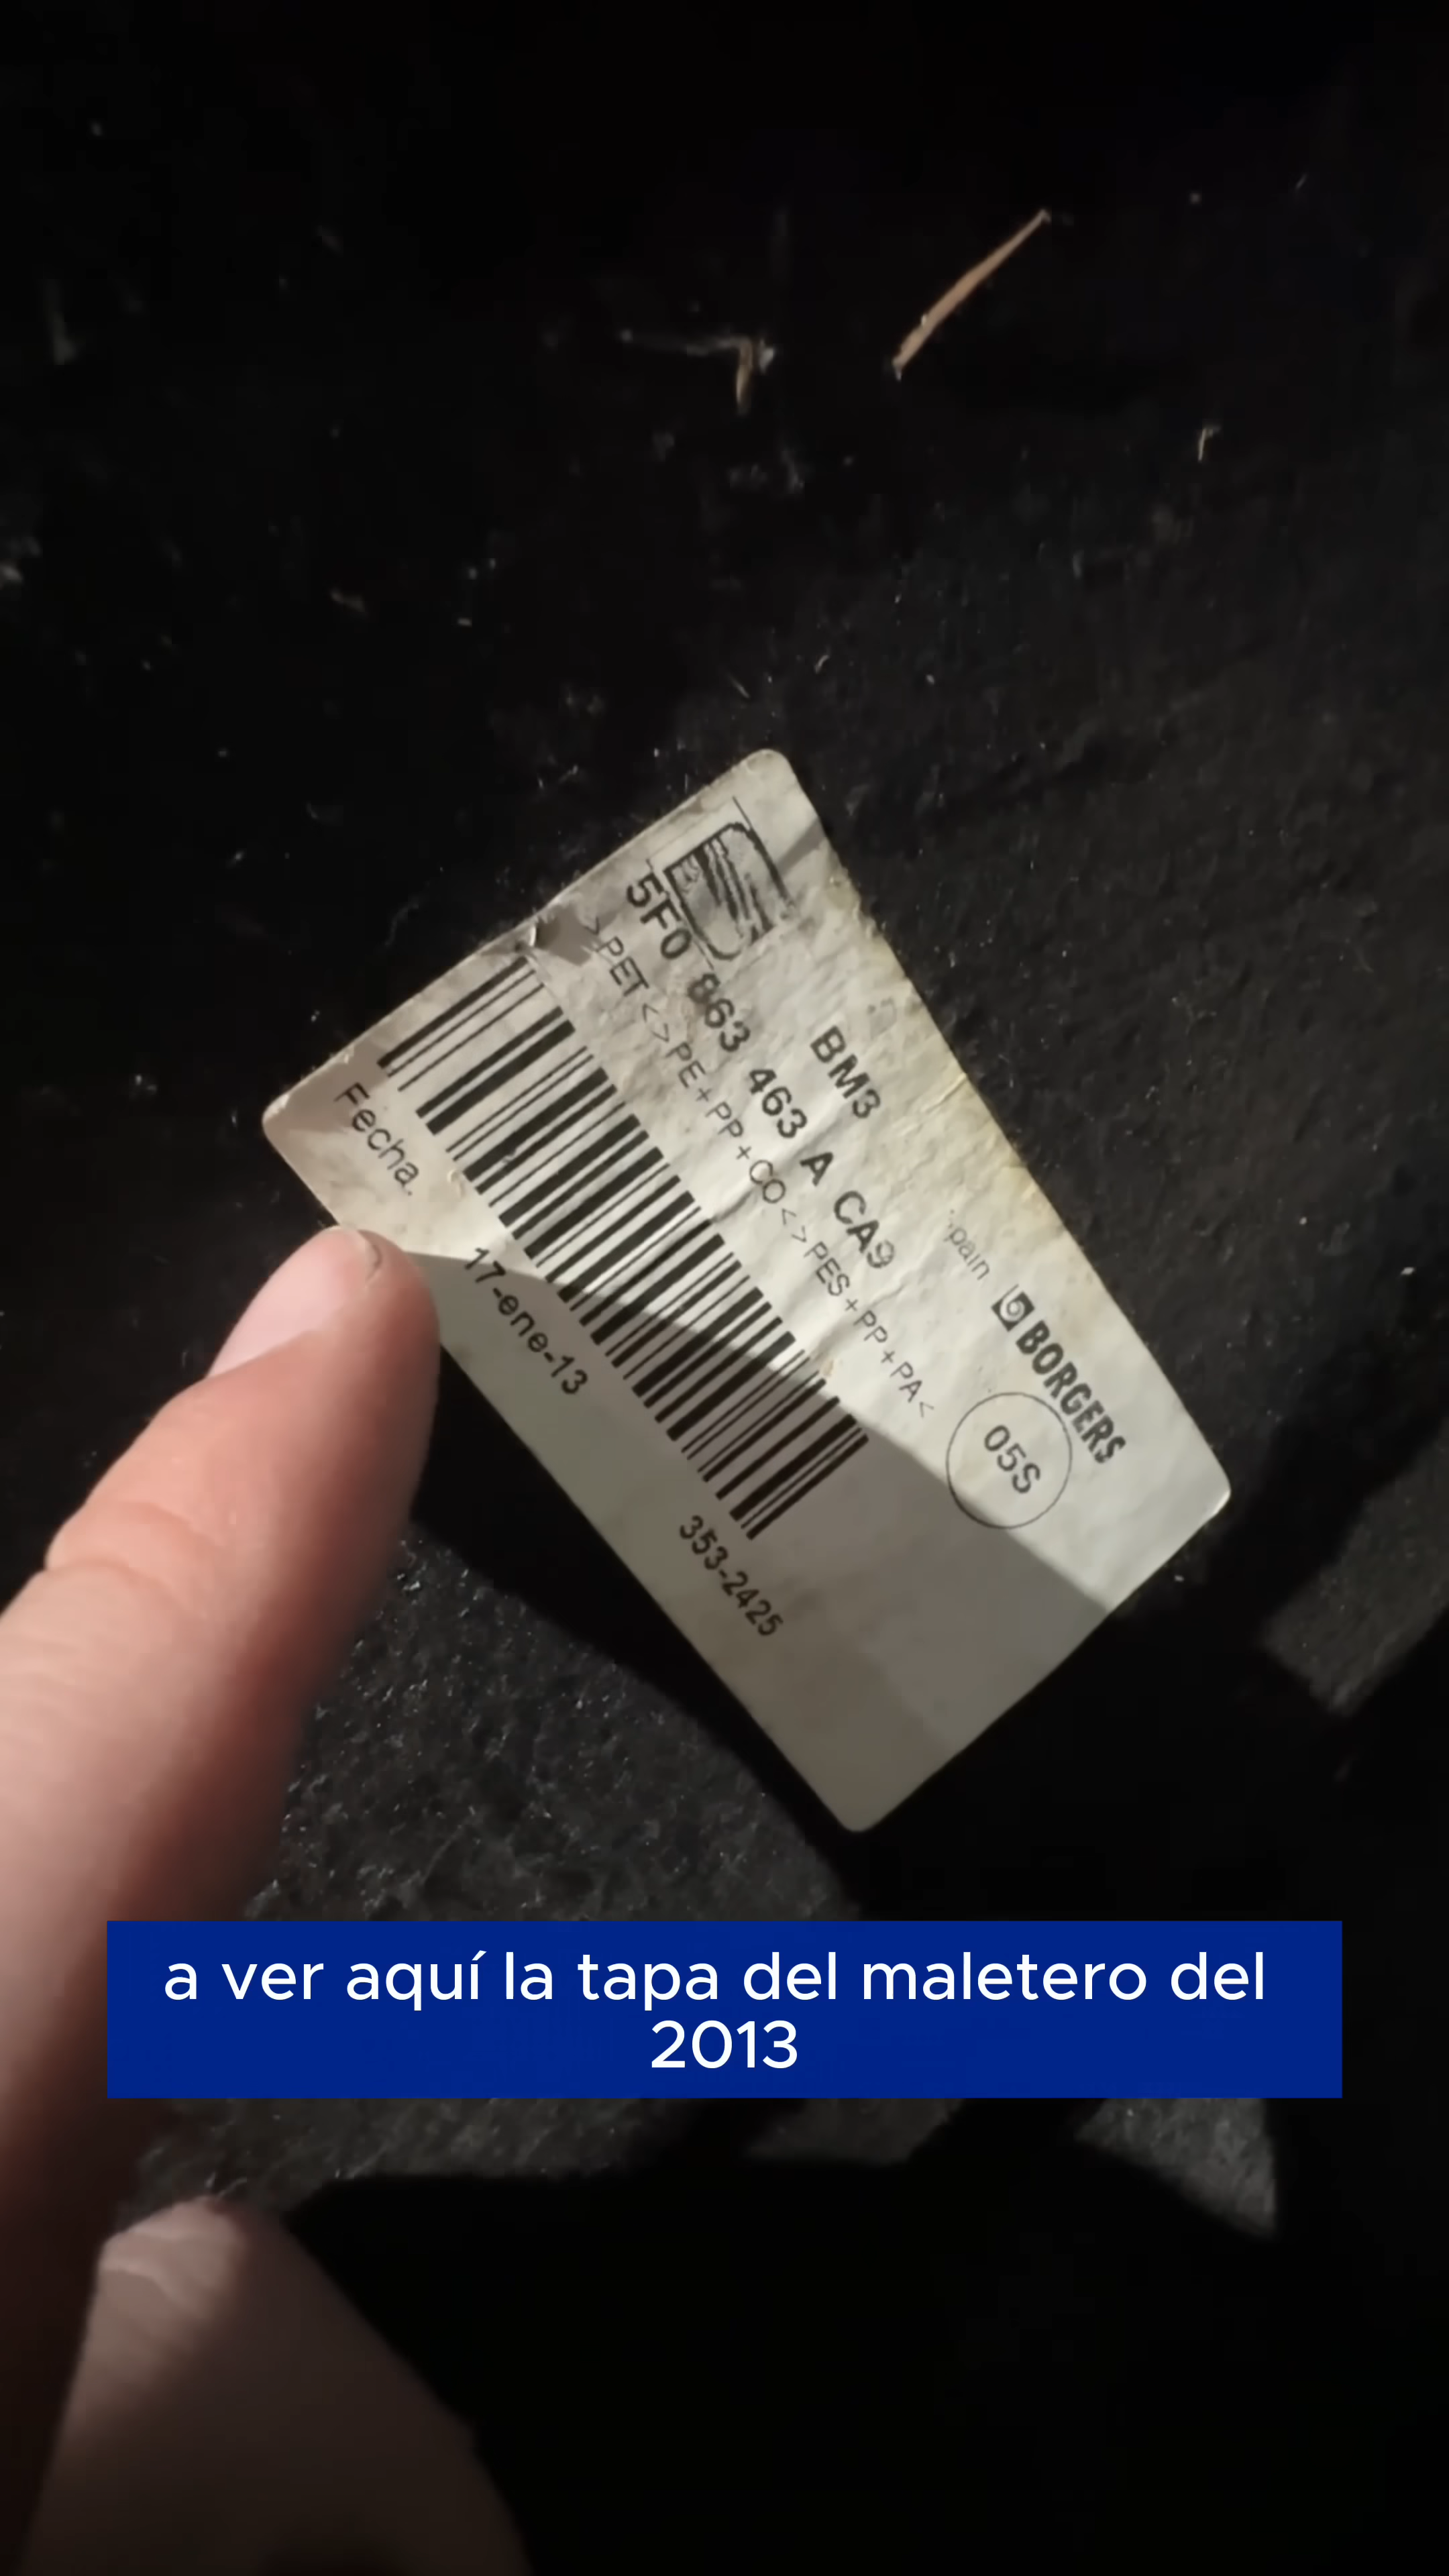 BM3
5F0 863 463 A CA9
>PET<>PE+PP+CO<>PES+PP+PA<
BORGERS
05S
Fecha.
17-ene-13
353-2425
a ver aquí la tapa del maletero del
2013